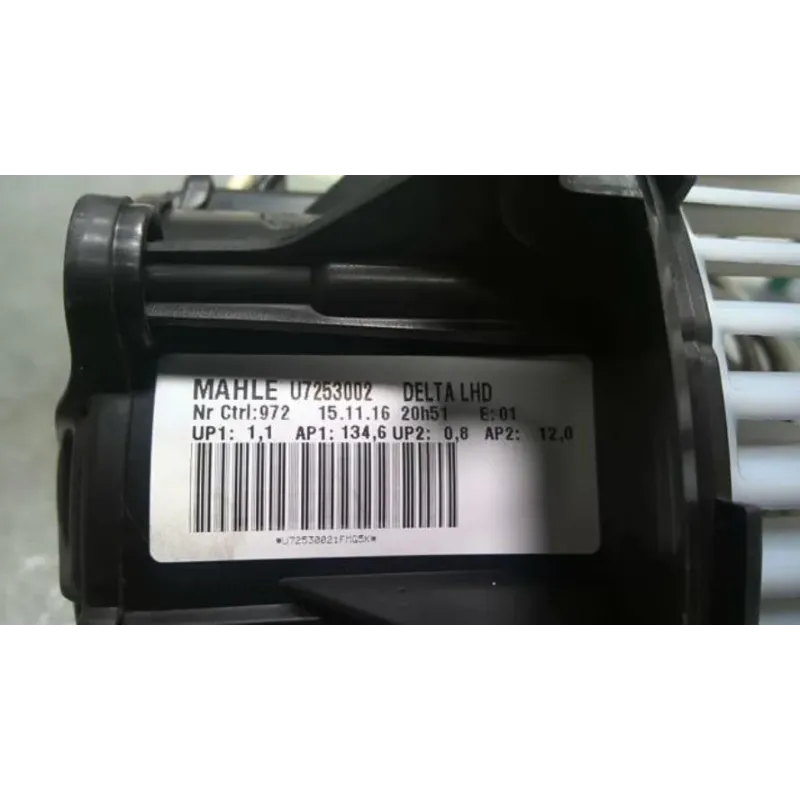 MAHLE U7253002 DELTA LHD
Nr Ctrl:972 15.11.16 20h51 E:01
UP1: 1,1 AP1:134,6 UP2: 0,8 AP2: 12,0
*U72530021FMQ5K*